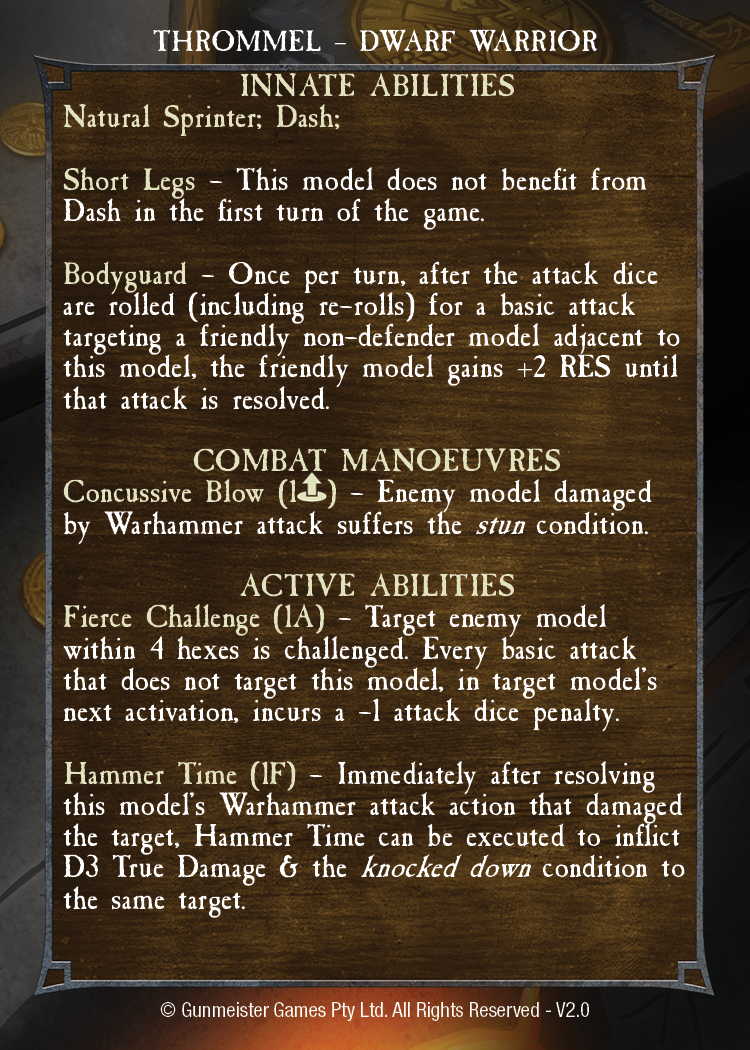 THROMMEL – DWARF WARRIOR
INNATE ABILITIES
Natural Sprinter; Dash;
Short Legs – This model does not benefit from
Dash in the first turn of the game.
Bodyguard – Once per turn, after the attack dice
are rolled (including re-rolls) for a basic attack
targeting a friendly non-defender model adjacent to
this model, the friendly model gains +2 RES until
that attack is resolved.
COMBAT MANOEUVRES
Concussive Blow (1) – Enemy model damaged
by Warhammer attack suffers the stun condition.
ACTIVE ABILITIES
Fierce Challenge (1A) – Target enemy model
within 4 hexes is challenged. Every basic attack
that does not target this model, in target model's
next activation, incurs a -1 attack dice penalty.
Hammer Time (1F) – Immediately after resolving
this model's Warhammer attack action that damaged
the target, Hammer Time can be executed to inflict
D3 True Damage & the knocked down condition to
the same target.
© Gunmeister Games Pty Ltd. All Rights Reserved - V2.0